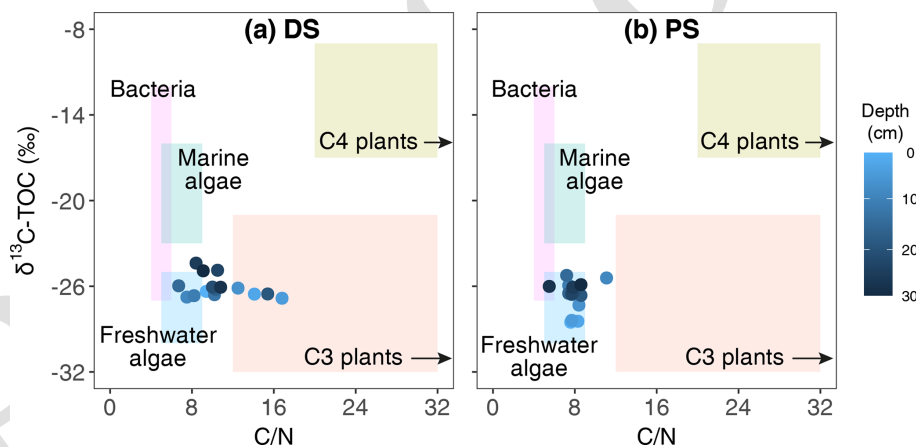 (a) DS
(b) PS
δ13C-TOC (‰)
-8
-14
-20
-26
-32
Bacteria
C4 plants
Marine
algae
Freshwater
algae
C3 plants
0
8
16
24
32
C/N
Bacteria
C4 plants
Marine
algae
Freshwater
algae
C3 plants
0
8
16
24
32
C/N
Depth
(cm)
0
10
20
30